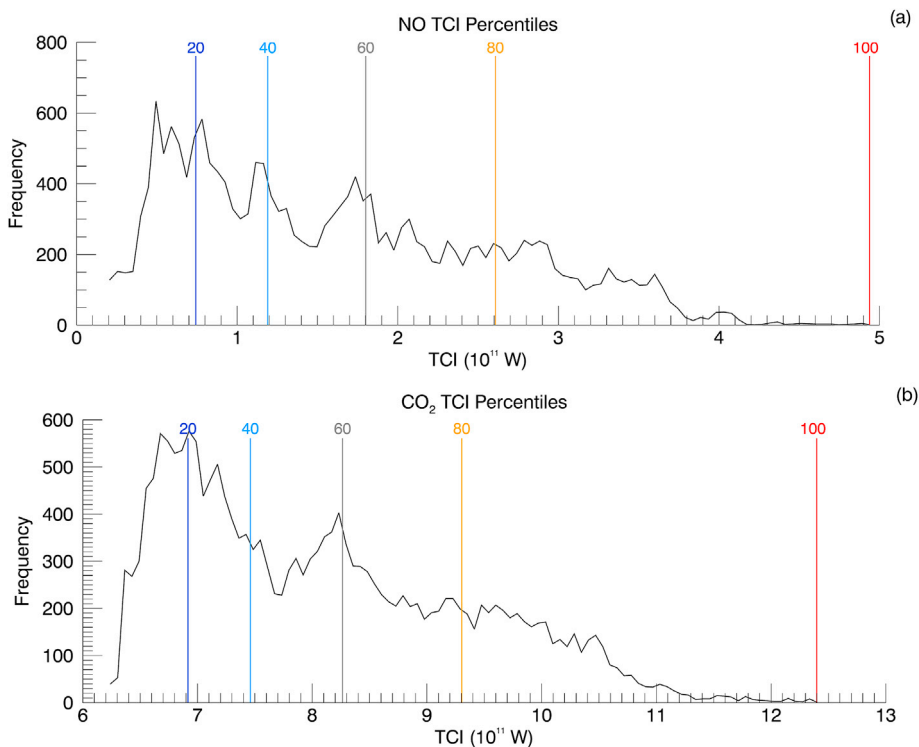 (a)
NO TCI Percentiles
20 40 60 80 100
800
600
400
200
0
Frequency
0 1 2 3 4 5
TCI (10¹¹ W)
(b)
CO₂ TCI Percentiles
20 40 60 80 100
600
500
400
300
200
100
0
Frequency
6 7 8 9 10 11 12 13
TCI (10¹¹ W)